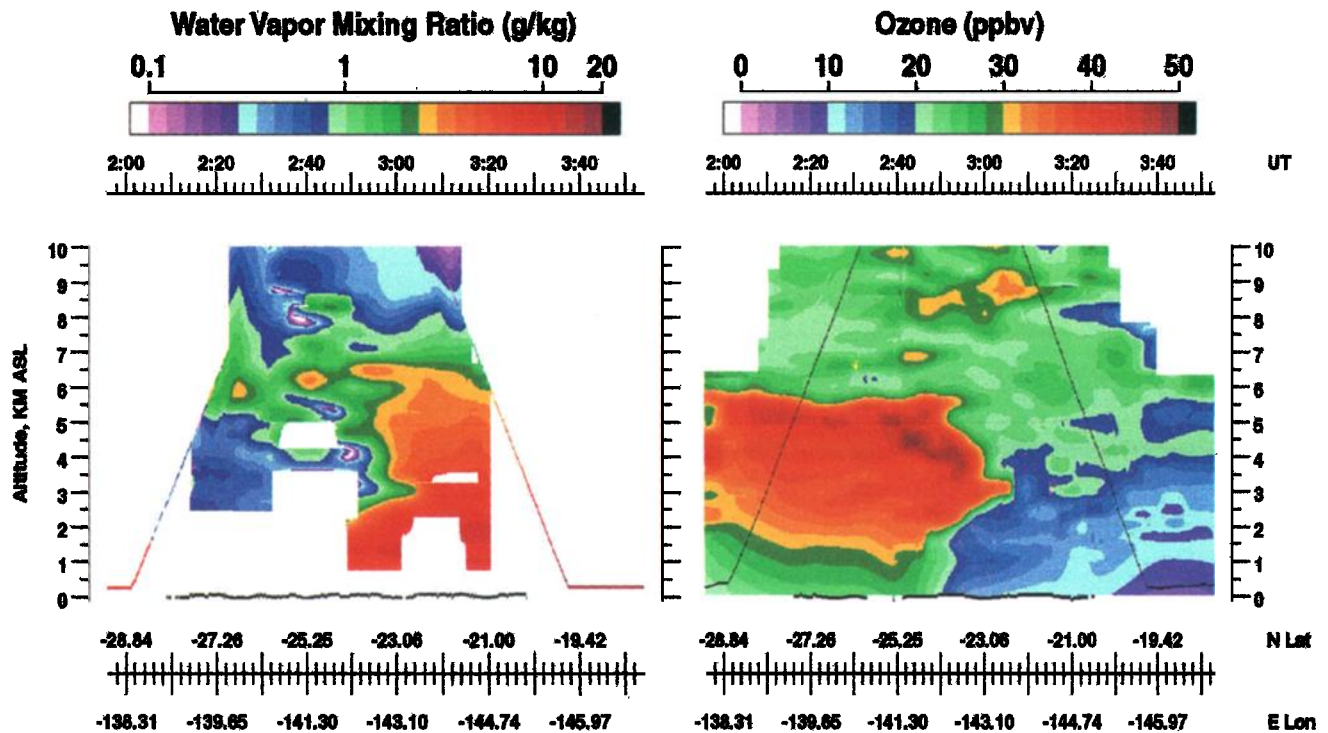 Water Vapor Mixing Ratio (g/kg) Ozone (ppbv)
0.1 1 10 20 0 10 20 30 40 50
2:00 2:20 2:40 3:00 3:20 3:40 2:00 2:20 2:40 3:00 3:20 3:40 UT
Altitude, KM ASL
10 10
9 9
8 8
7 7
6 6
5 5
4 4
3 3
2 2
1 1
0 0
-28.84 -27.26 -25.25 -23.06 -21.00 -19.42 -28.84 -27.26 -25.25 -23.06 -21.00 -19.42 N Lat
-138.31 -139.65 -141.30 -143.10 -144.74 -145.97 -138.31 -139.65 -141.30 -143.10 -144.74 -145.97 E Lon